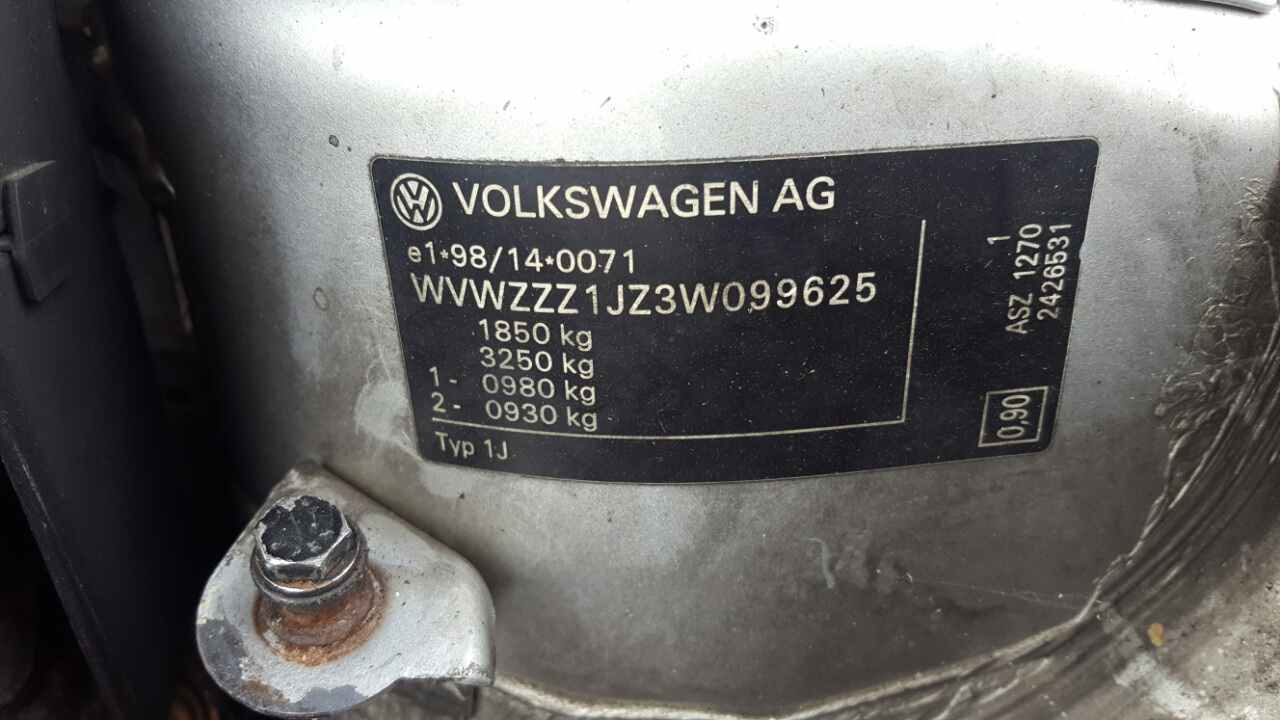 VOLKSWAGEN AG
e1*98/14*0071
WVWZZZ1JZ3W099625
1850 kg
3250 kg
1- 0980 kg
2- 0930 kg
Typ 1J
1
ASZ 1270
2426531
0,90